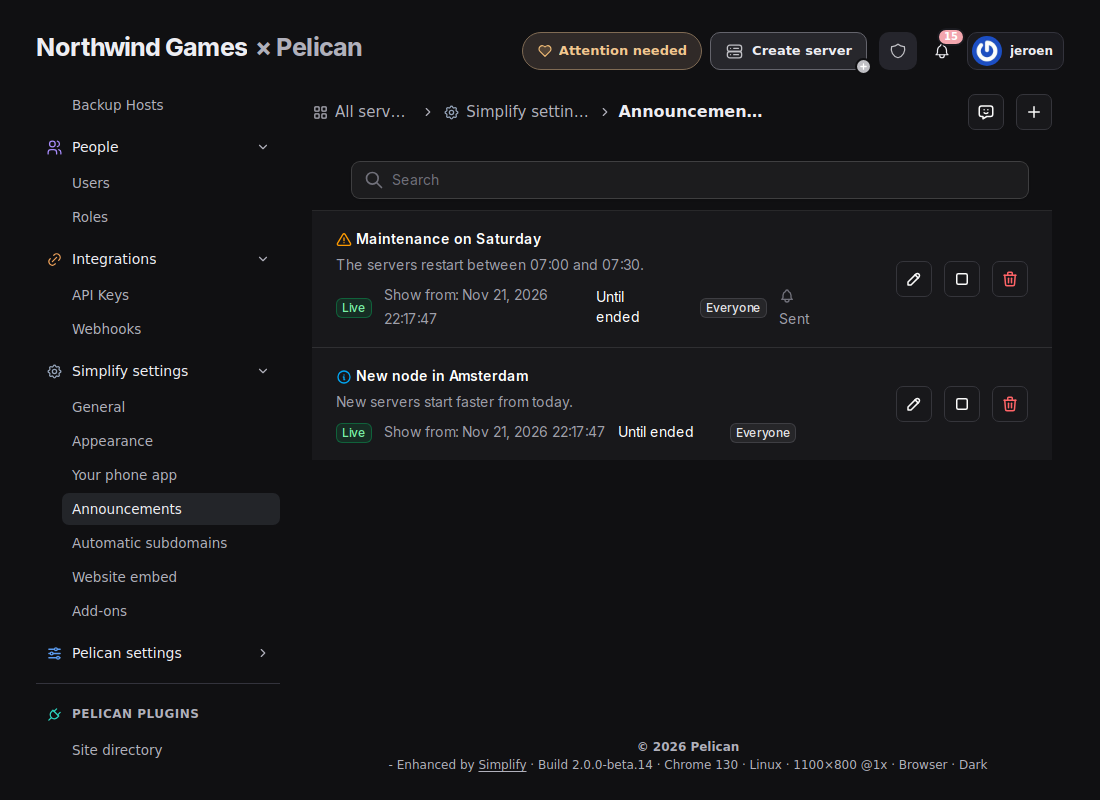 Northwind Games × Pelican
Attention needed
Create server
15
jeroen
Backup Hosts
People
Users
Roles
Integrations
API Keys
Webhooks
Simplify settings
General
Appearance
Your phone app
Announcements
Automatic subdomains
Website embed
Add-ons
Pelican settings
PELICAN PLUGINS
Site directory
All serv…
Simplify settin…
Announcemen…
Search
Maintenance on Saturday
The servers restart between 07:00 and 07:30.
Live
Show from: Nov 21, 2026
22:17:47
Until
ended
Everyone
Sent
New node in Amsterdam
New servers start faster from today.
Live
Show from: Nov 21, 2026 22:17:47
Until ended
Everyone
© 2026 Pelican
- Enhanced by Simplify · Build 2.0.0-beta.14 · Chrome 130 · Linux · 1100×800 @1x · Browser · Dark